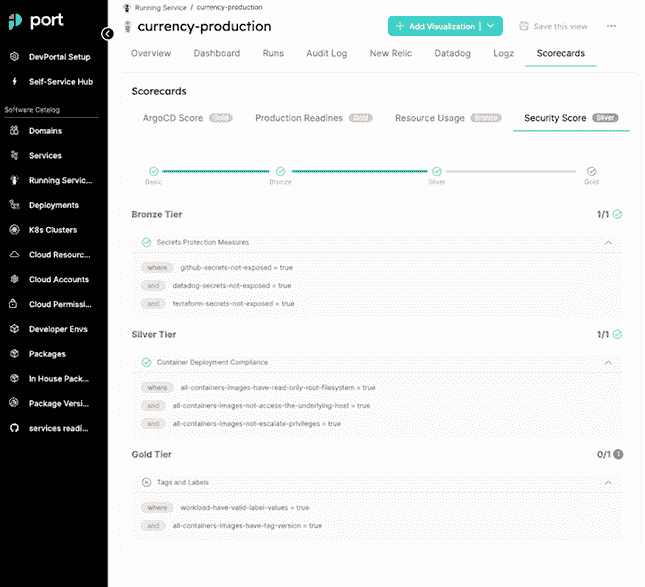 port
DevPortal Setup
Self-Service Hub
Software Catalog
Domains
Services
Running Servic...
Deployments
K8s Clusters
Cloud Resourc...
Cloud Accounts
Cloud Permissi...
Developer Envs
Packages
In House Pack...
Package Versi...
services readi...
Running Service / currency-production
currency-production
+ Add Visualization
Save this view
...
Overview Dashboard Runs Audit Log New Relic Datadog Logz Scorecards
Scorecards
ArgoCD Score Gold Production Readines Gold Resource Usage Bronze Security Score Silver
Basic Bronze Silver Gold
Bronze Tier 1/1
Secrets Protection Measures
where github-secrets-not-exposed = true
and datadog-secrets-not-exposed = true
and terraform-secrets-not-exposed = true
Silver Tier 1/1
Container Deployment Compliance
where all-containers-images-have-read-only-root-filesystem = true
and all-containers-images-not-access-the-underlying-host = true
and all-containers-images-not-escalate-privileges = true
Gold Tier 0/1
Tags and Labels
where workload-have-valid-label-values = true
and all-containers-images-have-tag-version = true